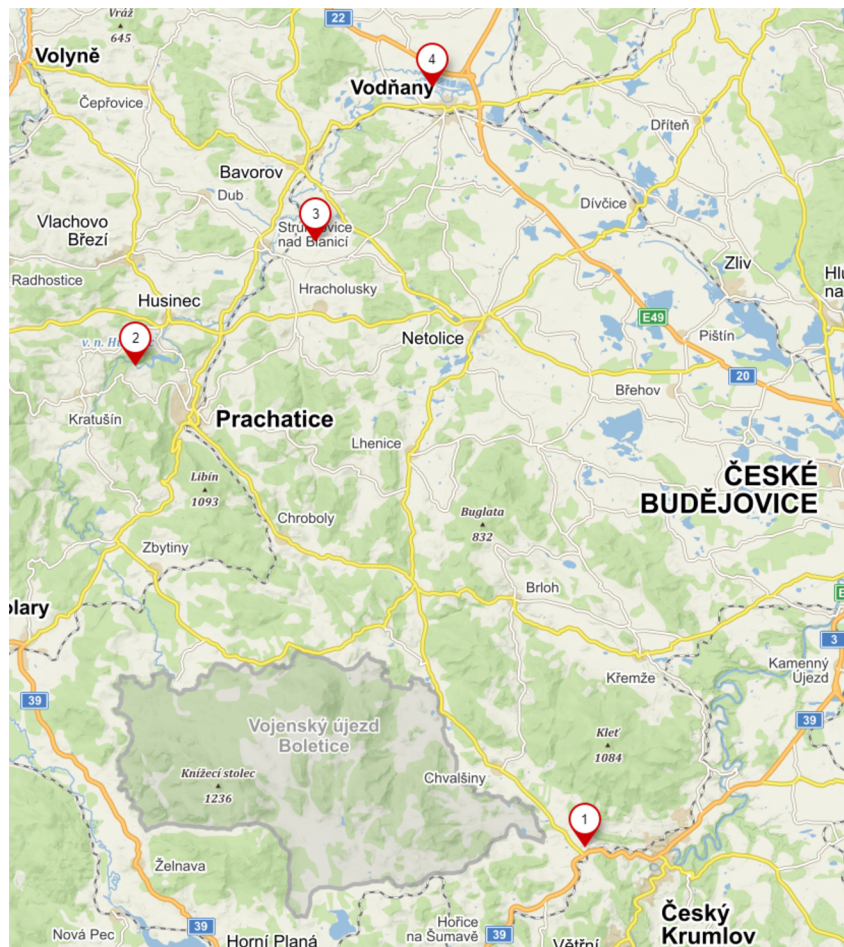 Vráž
645
22
Volyně
4
Vodňany
Čepřovice
Dříteň
Bavorov
Dub
Dívčice
3
Vlachovo
Březí
nad Blanicí
Zliv
Radhostice
Hracholusky
Husinec
E49
2
Netolice
Pištín
20
Břehov
Kratušín
Prachatice
Lhenice
Libín
1093
ČESKÉ
BUDĚJOVICE
Buglata
832
Chroboly
Zbytiny
Brloh
3
Křemže
Kamenný
Újezd
39
39
Vojenský újezd
Boletice
Kleť
1084
Knížecí stolec
1236
Chvalšiny
1
Želnava
Český
Krumlov
Hořice
na Šumavě
39
39
Nová Pec
Horní Planá
Větřní